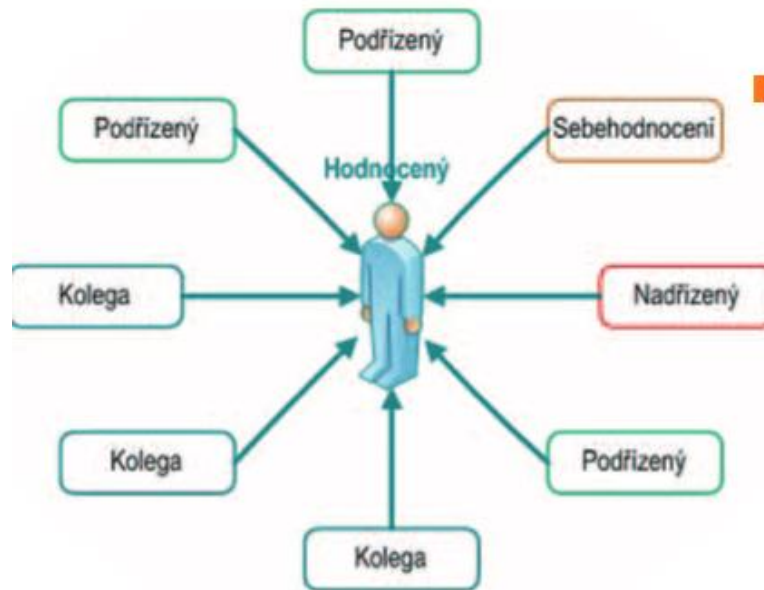 Podřízený
Podřízený
Sebehodnocení
Hodnocený
Kolega
Nadřízený
Kolega
Podřízený
Kolega